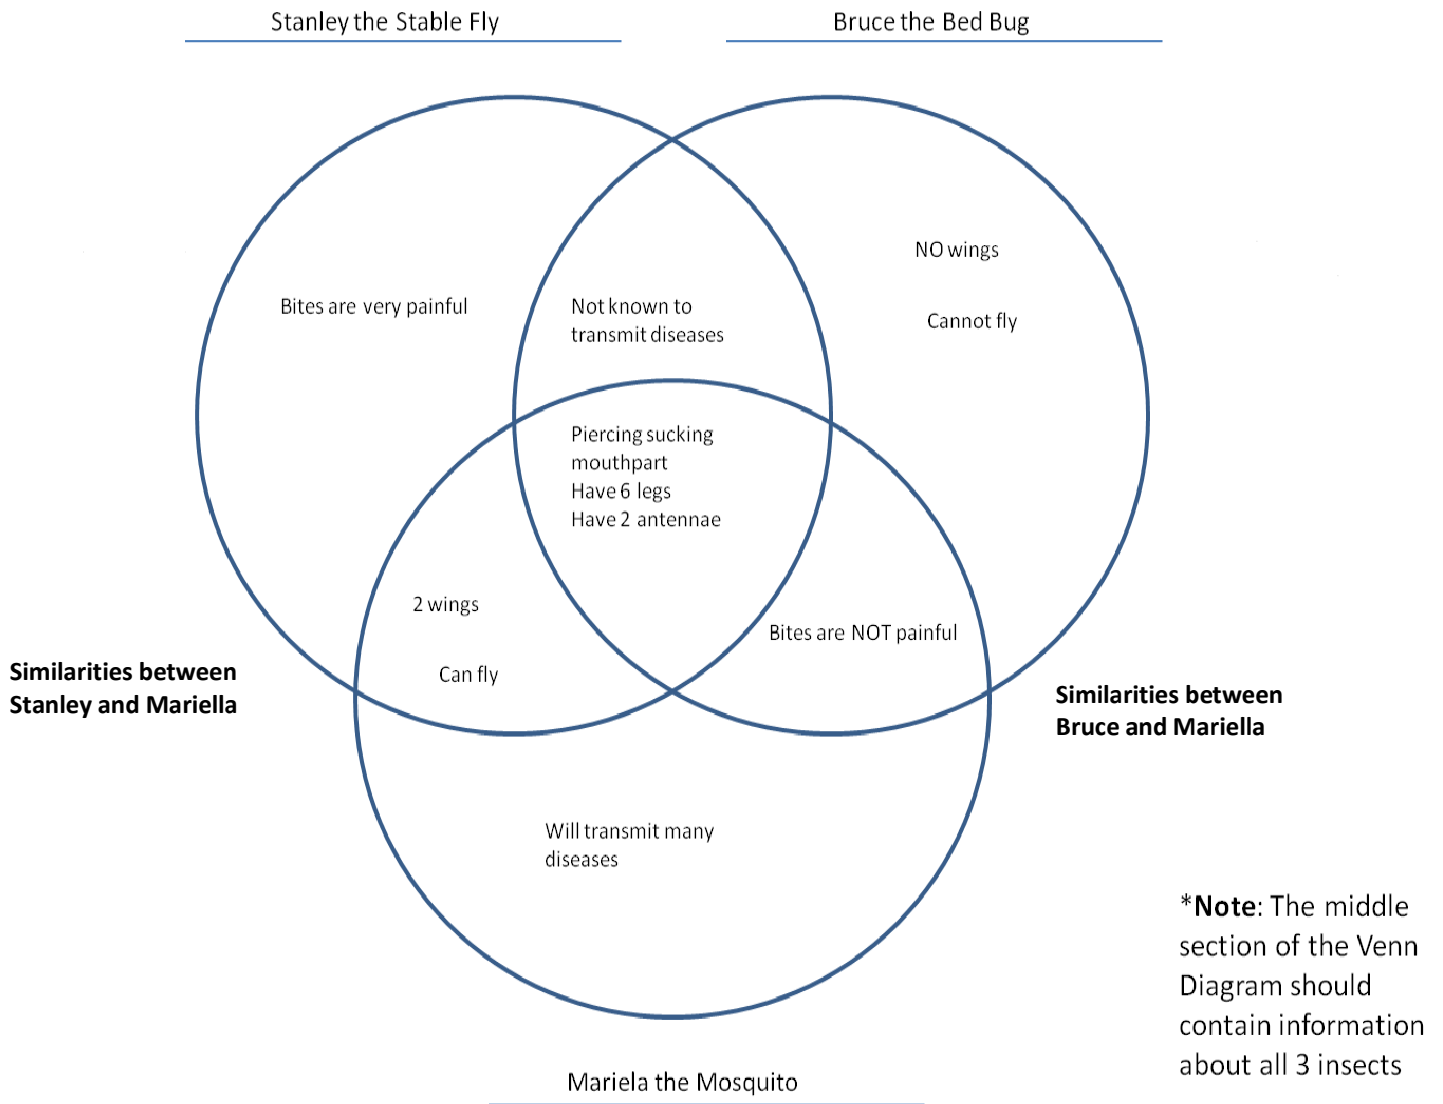 Stanley the Stable Fly
Bruce the Bed Bug
NO wings
Bites are very painful
Not known to
transmit diseases
Cannot fly
Piercing sucking
mouthpart
Have 6 legs
Have 2 antennae
2 wings
Can fly
Bites are NOT painful
Similarities between
Stanley and Mariella
Similarities between
Bruce and Mariella
Will transmit many
diseases
*Note: The middle
section of the Venn
Diagram should
contain information
about all 3 insects
Mariela the Mosquito